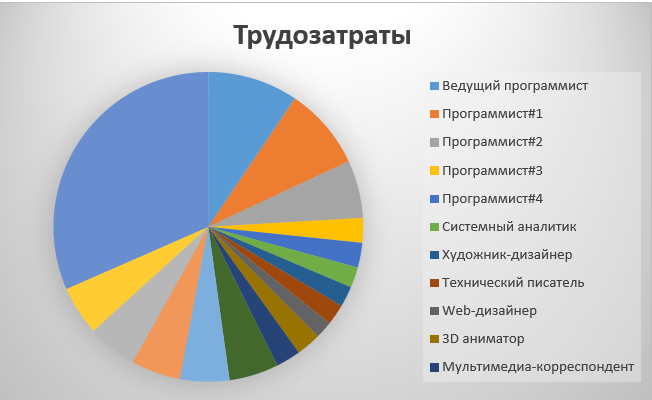 Трудозатраты
Ведущий программист
Программист#1
Программист#2
Программист#3
Программист#4
Системный аналитик
Художник-дизайнер
Технический писатель
Web-дизайнер
3D аниматор
Мультимедиа-корреспондент